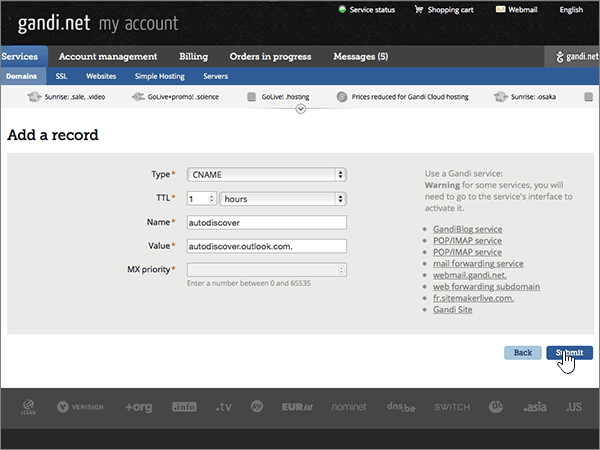 Service status Shopping cart Webmail English
gandi.net my account
Services Account management Billing Orders in progress Messages (5) gandi.net
Domains SSL Websites Simple Hosting Servers
Sunrise: .sale, .video GoLive+promo! .science GoLive! .hosting Prices reduced for Gandi Cloud hosting Sunrise: .osaka
Add a record
Type* CNAME
TTL* 1 hours
Name* autodiscover
Value* autodiscover.outlook.com.
MX priority*
Enter a number between 0 and 65535
Use a Gandi service:
Warning for some services, you will
need to go to the service's interface to
activate it.
GandiBlog service
POP/IMAP service
POP/IMAP service
mail forwarding service
webmail.gandi.net.
web forwarding subdomain
fr.sitemakerlive.com.
Gandi Site
Back Submit
ICANN VERISIGN +org .info .tv EURid nominet dns.be SWITCH .asia .US